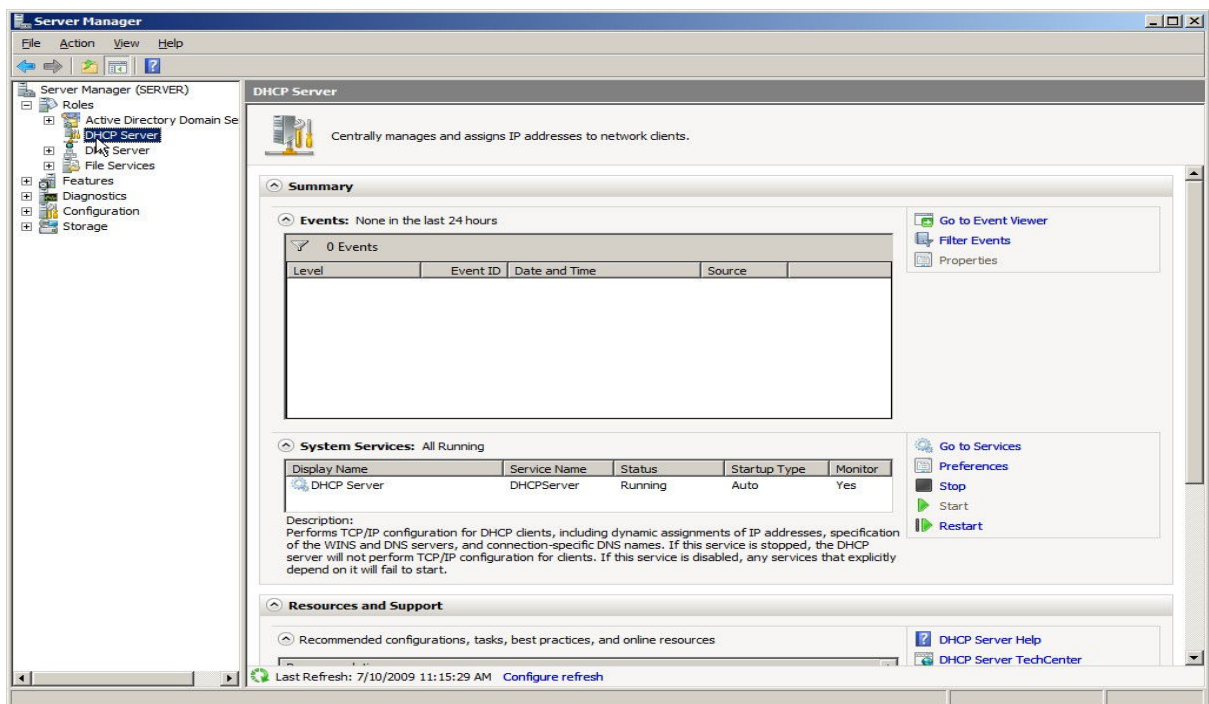 Server Manager
File Action View Help
Server Manager (SERVER)
Roles
Active Directory Domain Se
DHCP Server
DNS Server
File Services
Features
Diagnostics
Configuration
Storage
DHCP Server
Centrally manages and assigns IP addresses to network clients.
Summary
Events: None in the last 24 hours
0 Events
Level Event ID Date and Time Source
Go to Event Viewer
Filter Events
Properties
System Services: All Running
Display Name Service Name Status Startup Type Monitor
DHCP Server DHCPServer Running Auto Yes
Description:
Performs TCP/IP configuration for DHCP clients, including dynamic assignments of IP addresses, specification
of the WINS and DNS servers, and connection-specific DNS names. If this service is stopped, the DHCP
server will not perform TCP/IP configuration for clients. If this service is disabled, any services that explicitly
depend on it will fail to start.
Go to Services
Preferences
Stop
Start
Restart
Resources and Support
Recommended configurations, tasks, best practices, and online resources
DHCP Server Help
DHCP Server TechCenter
Last Refresh: 7/10/2009 11:15:29 AM Configure refresh